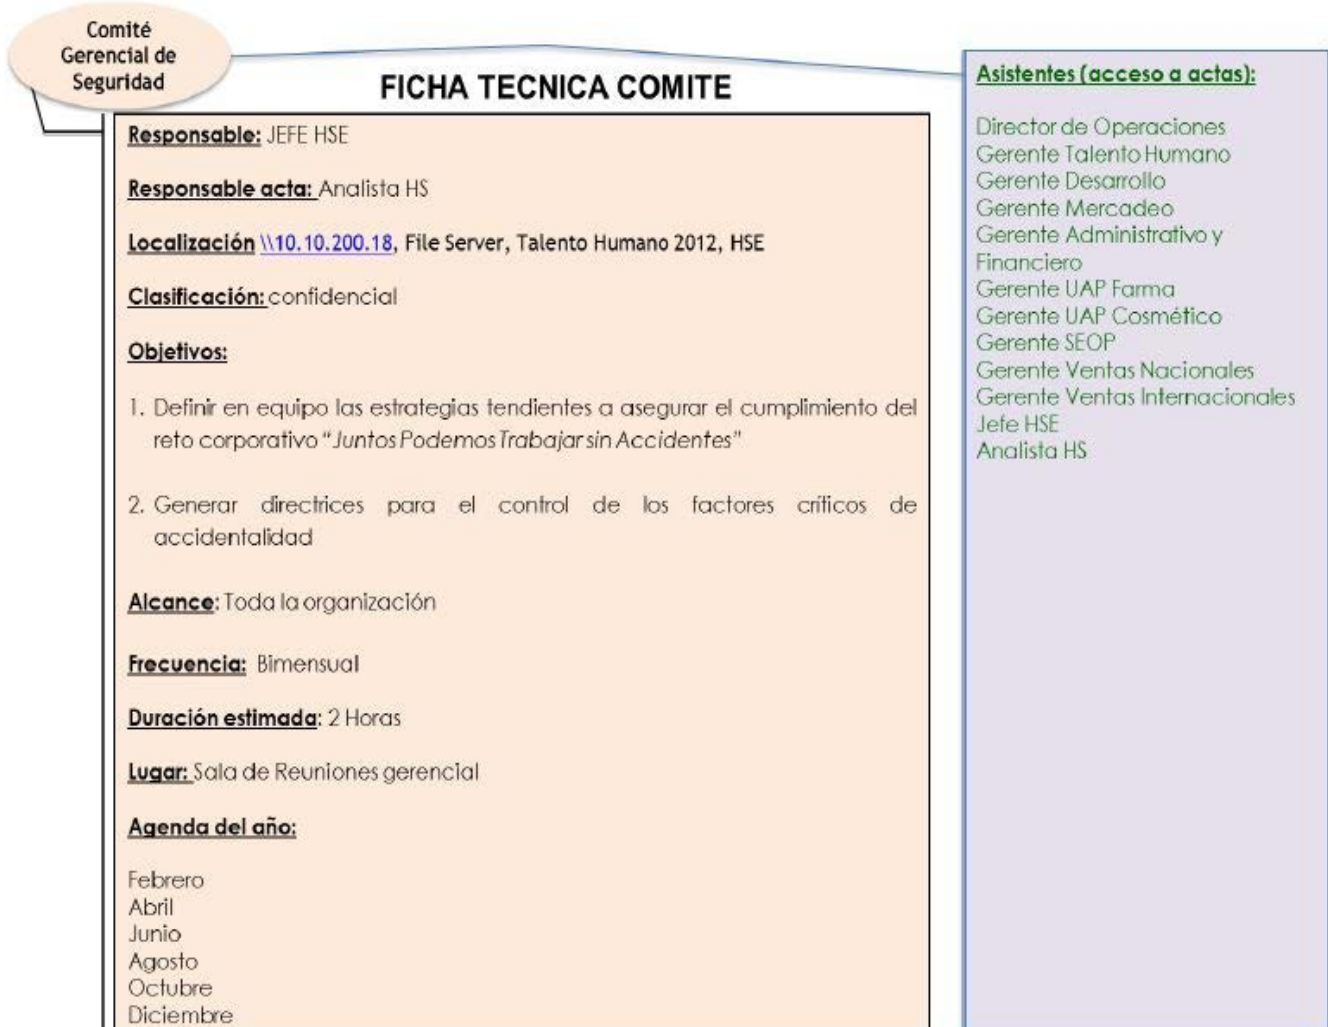 Comité
Gerencial de
Seguridad
FICHA TECNICA COMITE
Responsable: JEFE HSE
Responsable acta: Analista HS
Localización \\10.10.200.18, File Server, Talento Humano 2012, HSE
Clasificación: confidencial
Objetivos:
1. Definir en equipo las estrategias tendientes a asegurar el cumplimiento del
reto corporativo "Juntos Podemos Trabajar sin Accidentes"
2. Generar directrices para el control de los factores críticos de
accidentalidad
Alcance: Toda la organización
Frecuencia: Bimensual
Duración estimada: 2 Horas
Lugar: Sala de Reuniones gerencial
Agenda del año:
Febrero
Abril
Junio
Agosto
Octubre
Diciembre
Asistentes (acceso a actas):
Director de Operaciones
Gerente Talento Humano
Gerente Desarrollo
Gerente Mercadeo
Gerente Administrativo y
Financiero
Gerente UAP Farma
Gerente UAP Cosmético
Gerente SEOP
Gerente Ventas Nacionales
Gerente Ventas Internacionales
Jefe HSE
Analista HS